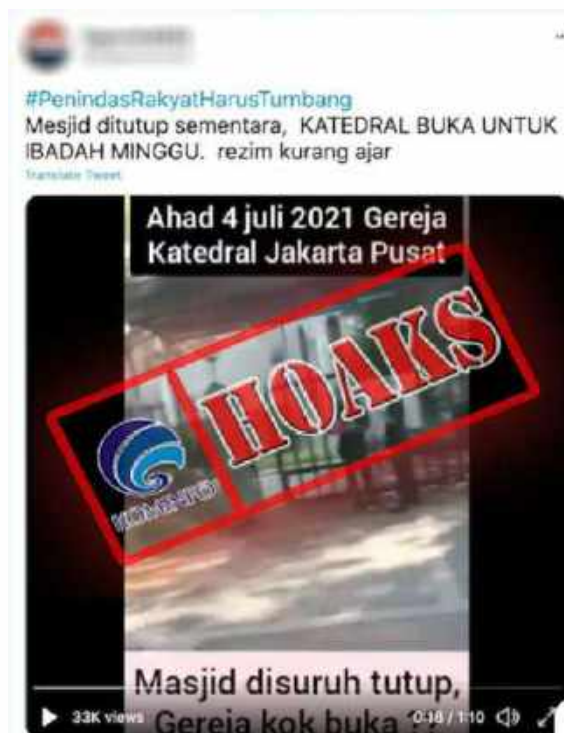 #PenindasRakyatHarusTumbang
Mesjid ditutup sementara, KATEDRAL BUKA UNTUK
IBADAH MINGGU. rezim kurang ajar
Translate Tweet
Ahad 4 juli 2021 Gereja
Katedral Jakarta Pusat
HOAKS
KOMINFO
Masjid disuruh tutup,
Gereja kok buka ??
33K views
0:18 / 1:10